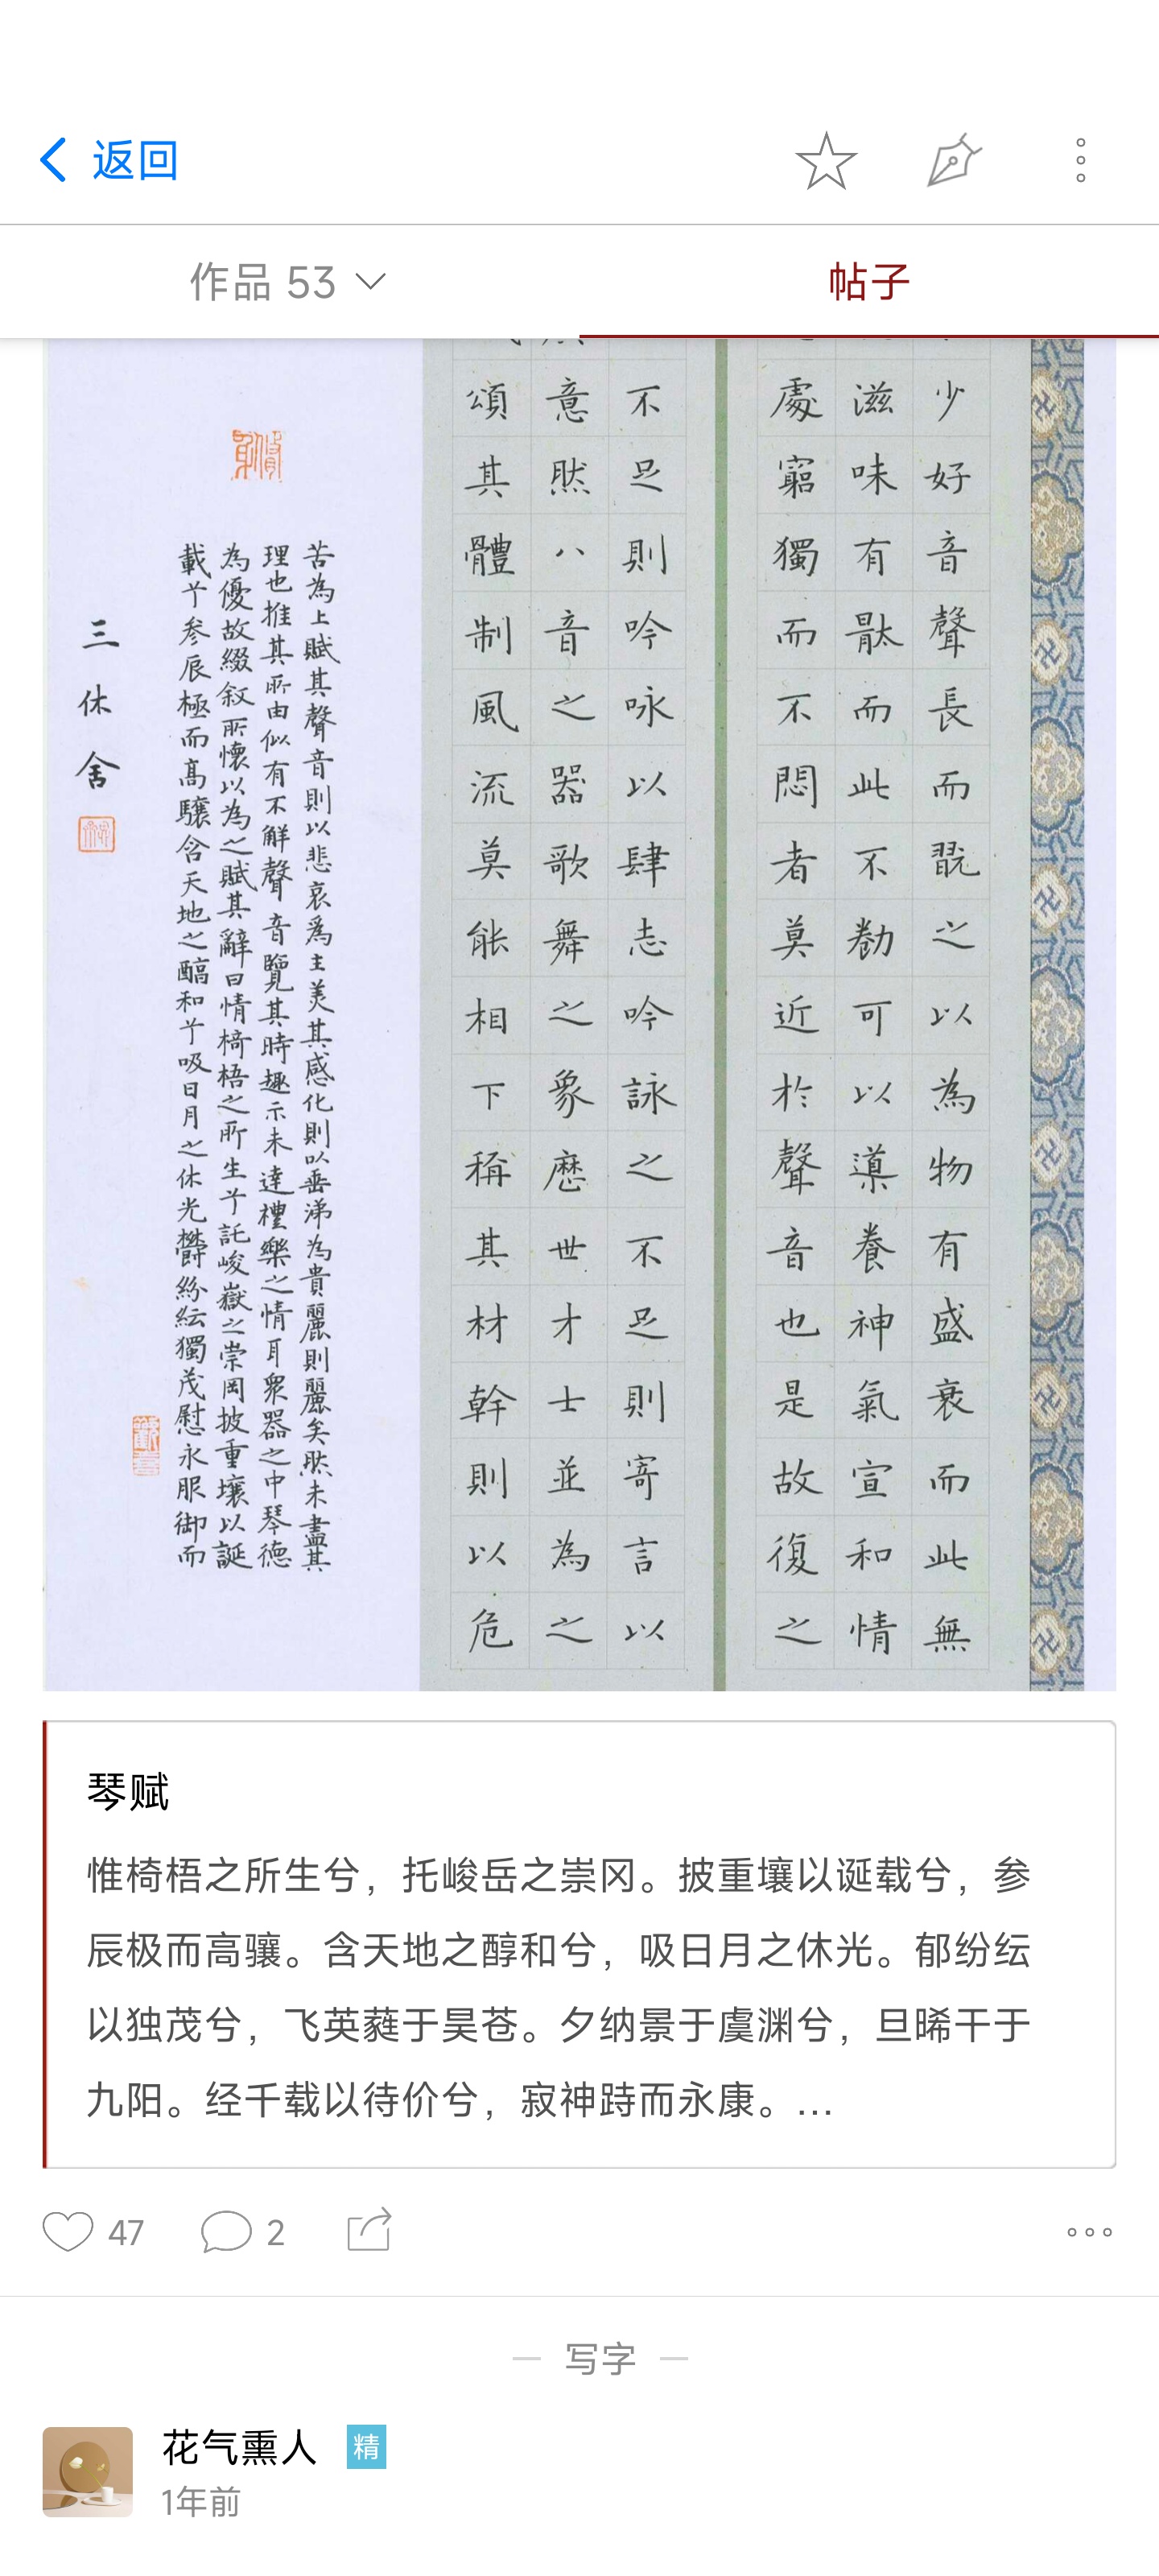 返回
作品 53
帖子
少好音聲長而翫之以為物有盛衰而此無
滋味有猒而此不勌可以導養神氣宣和情
處窮獨而不悶者莫近於聲音也是故復之
不足則吟咏以肆志吟詠之不足則寄言以
意然八音之器歌舞之象歷世才士並為之
頌其體制風流莫能相下稱其材幹則以危
苦為上賦其聲音則以悲哀爲主美其感化則以垂涕為貴麗則麗矣然未盡其
理也推其所由似有不解聲音覽其時趣示未達禮樂之情耳衆器之中琴德
為優故綴叙所懷以為之賦其辭曰情椅梧之所生兮託峻嶽之崇岡披重壤以誕
載兮参辰極而高驤含天地之醕和兮吸日月之休光欝紛紜獨茂慰永服御而
三休舍
琴赋
惟椅梧之所生兮，托峻岳之崇冈。披重壤以诞载兮，参
辰极而高骧。含天地之醇和兮，吸日月之休光。郁纷纭
以独茂兮，飞英蕤于昊苍。夕纳景于虞渊兮，旦晞干于
九阳。经千载以待价兮，寂神跱而永康。...
47
2
写字
花气熏人 精
1年前